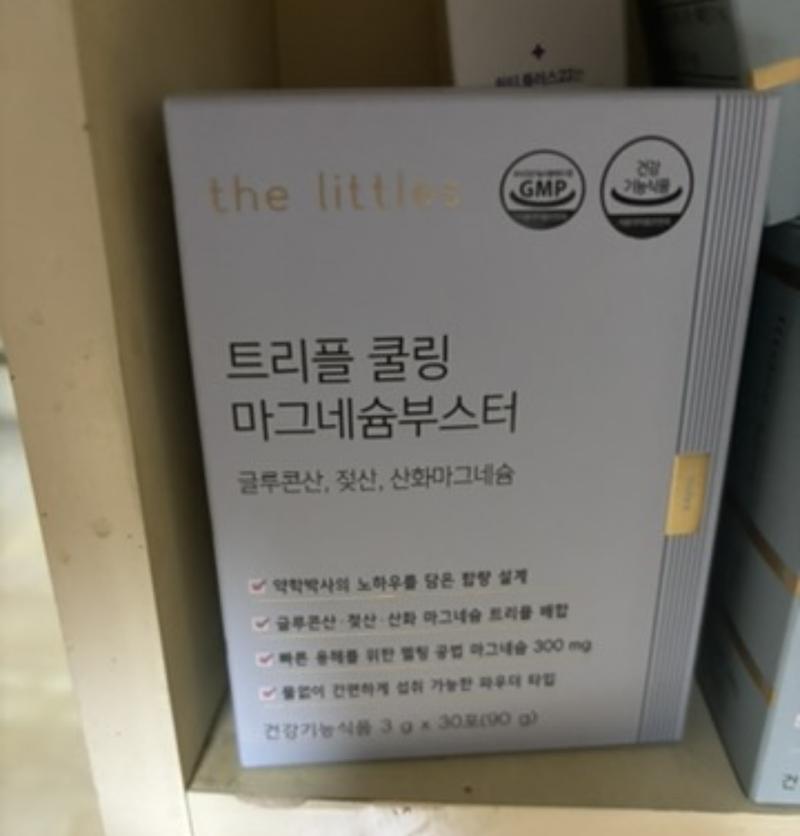 the littles
GMP
건강
기능식품
트리플 쿨링
마그네슘부스터
글루콘산, 젖산, 산화마그네슘
약학박사의 노하우를 담은 함량 설계
글루콘산·젖산·산화 마그네슘 트리플 배합
빠른 용해를 위한 멜팅 공법 마그네슘 300 mg
물없이 간편하게 섭취 가능한 파우더 타입
건강기능식품 3 g x 30포(90 g)
건